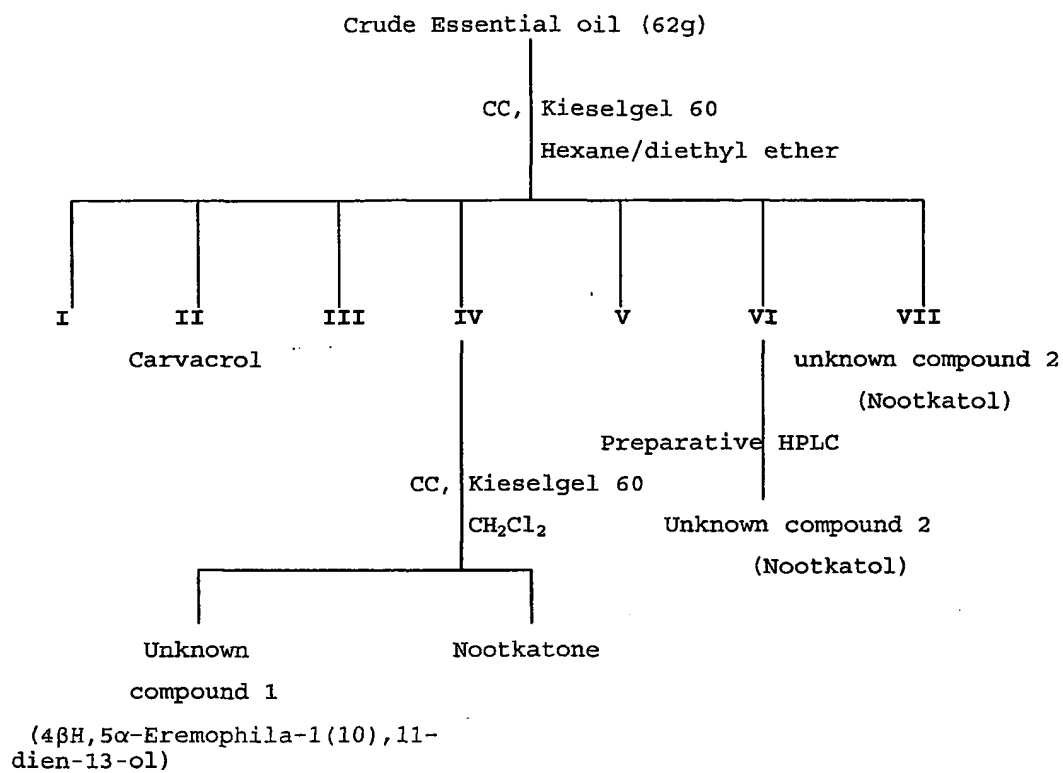 Crude Essential oil (62g)
CC, Kieselgel 60
Hexane/diethyl ether
I II III IV V VI VII
Carvacrol unknown compound 2
(Nootkatol)
Preparative HPLC
CC, Kieselgel 60
CH₂Cl₂
Unknown compound 2
(Nootkatol)
Unknown Nootkatone
compound 1
(4βH,5α-Eremophila-1(10),11-
dien-13-ol)